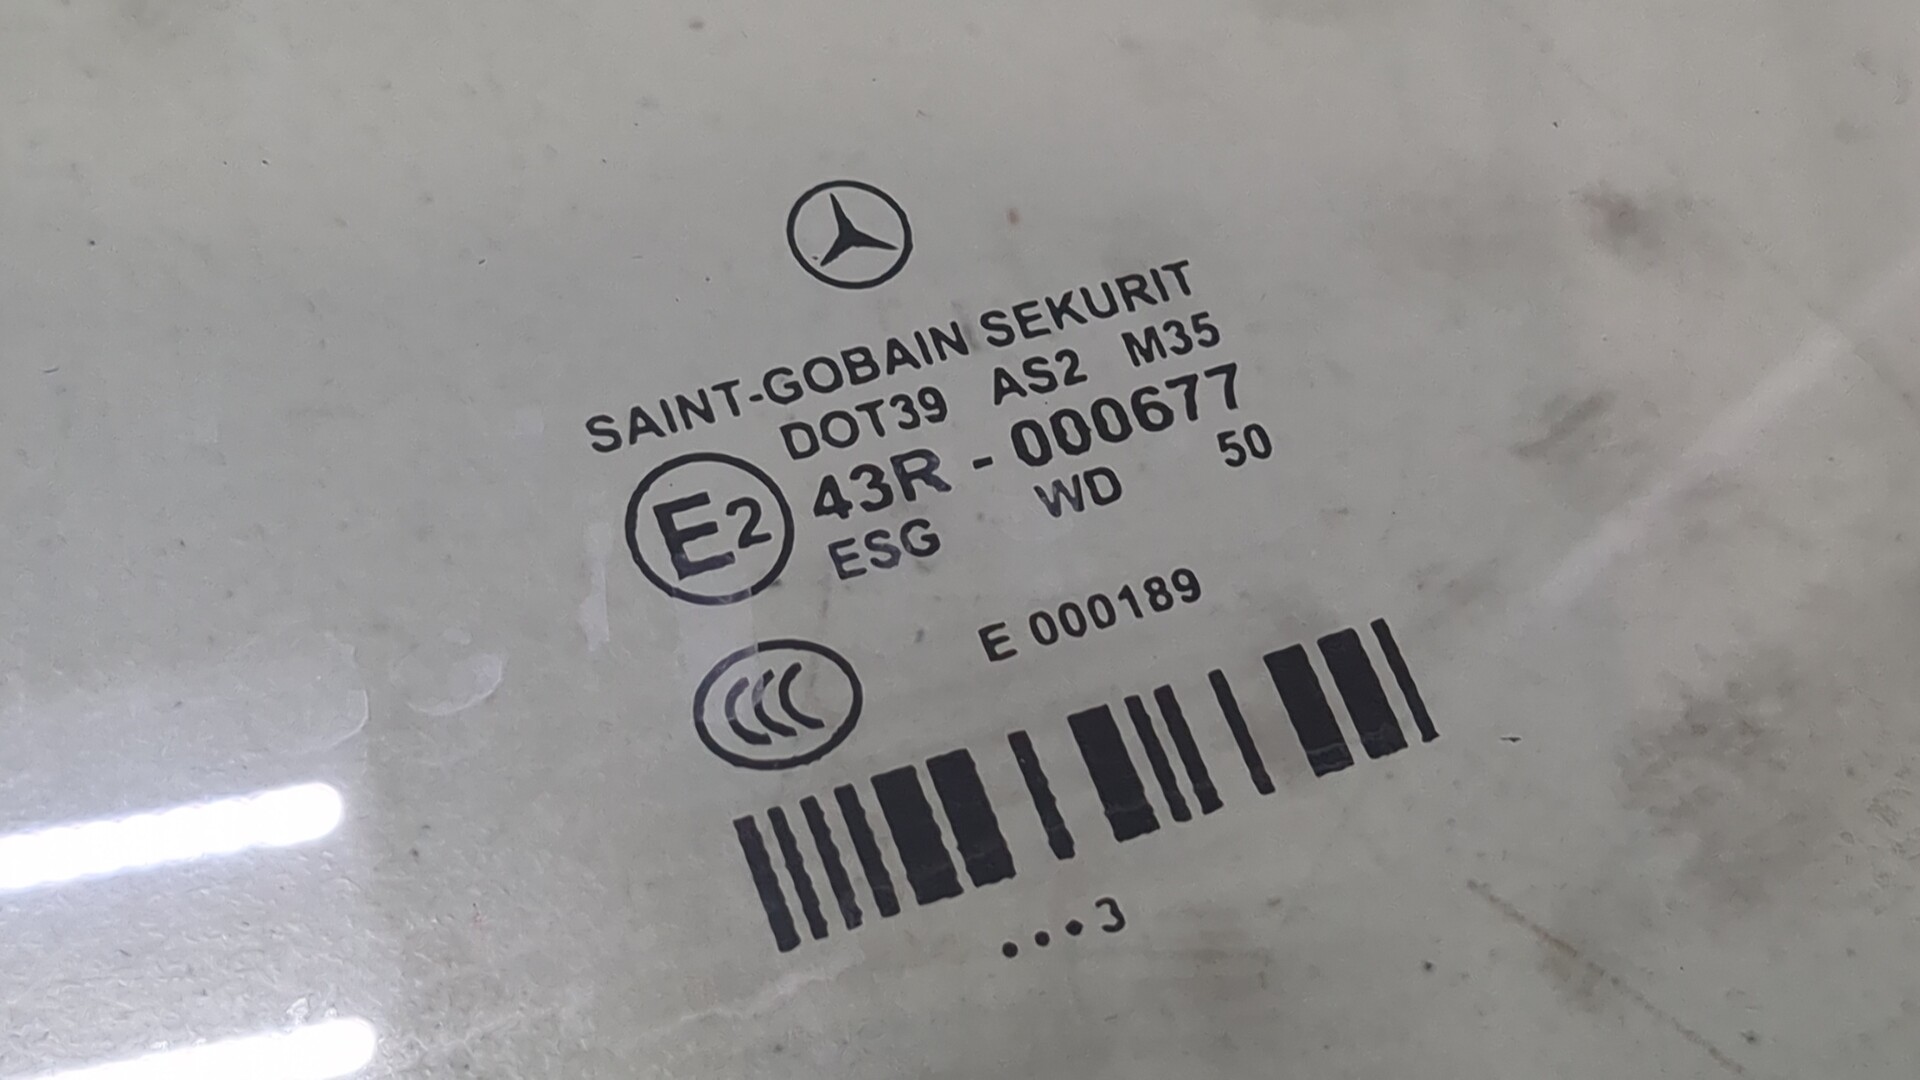 SAINT-GOBAIN SEKURIT
DOT39 AS2 M35
E2 43R - 000677
ESG WD 50
E 000189
CCC
...3